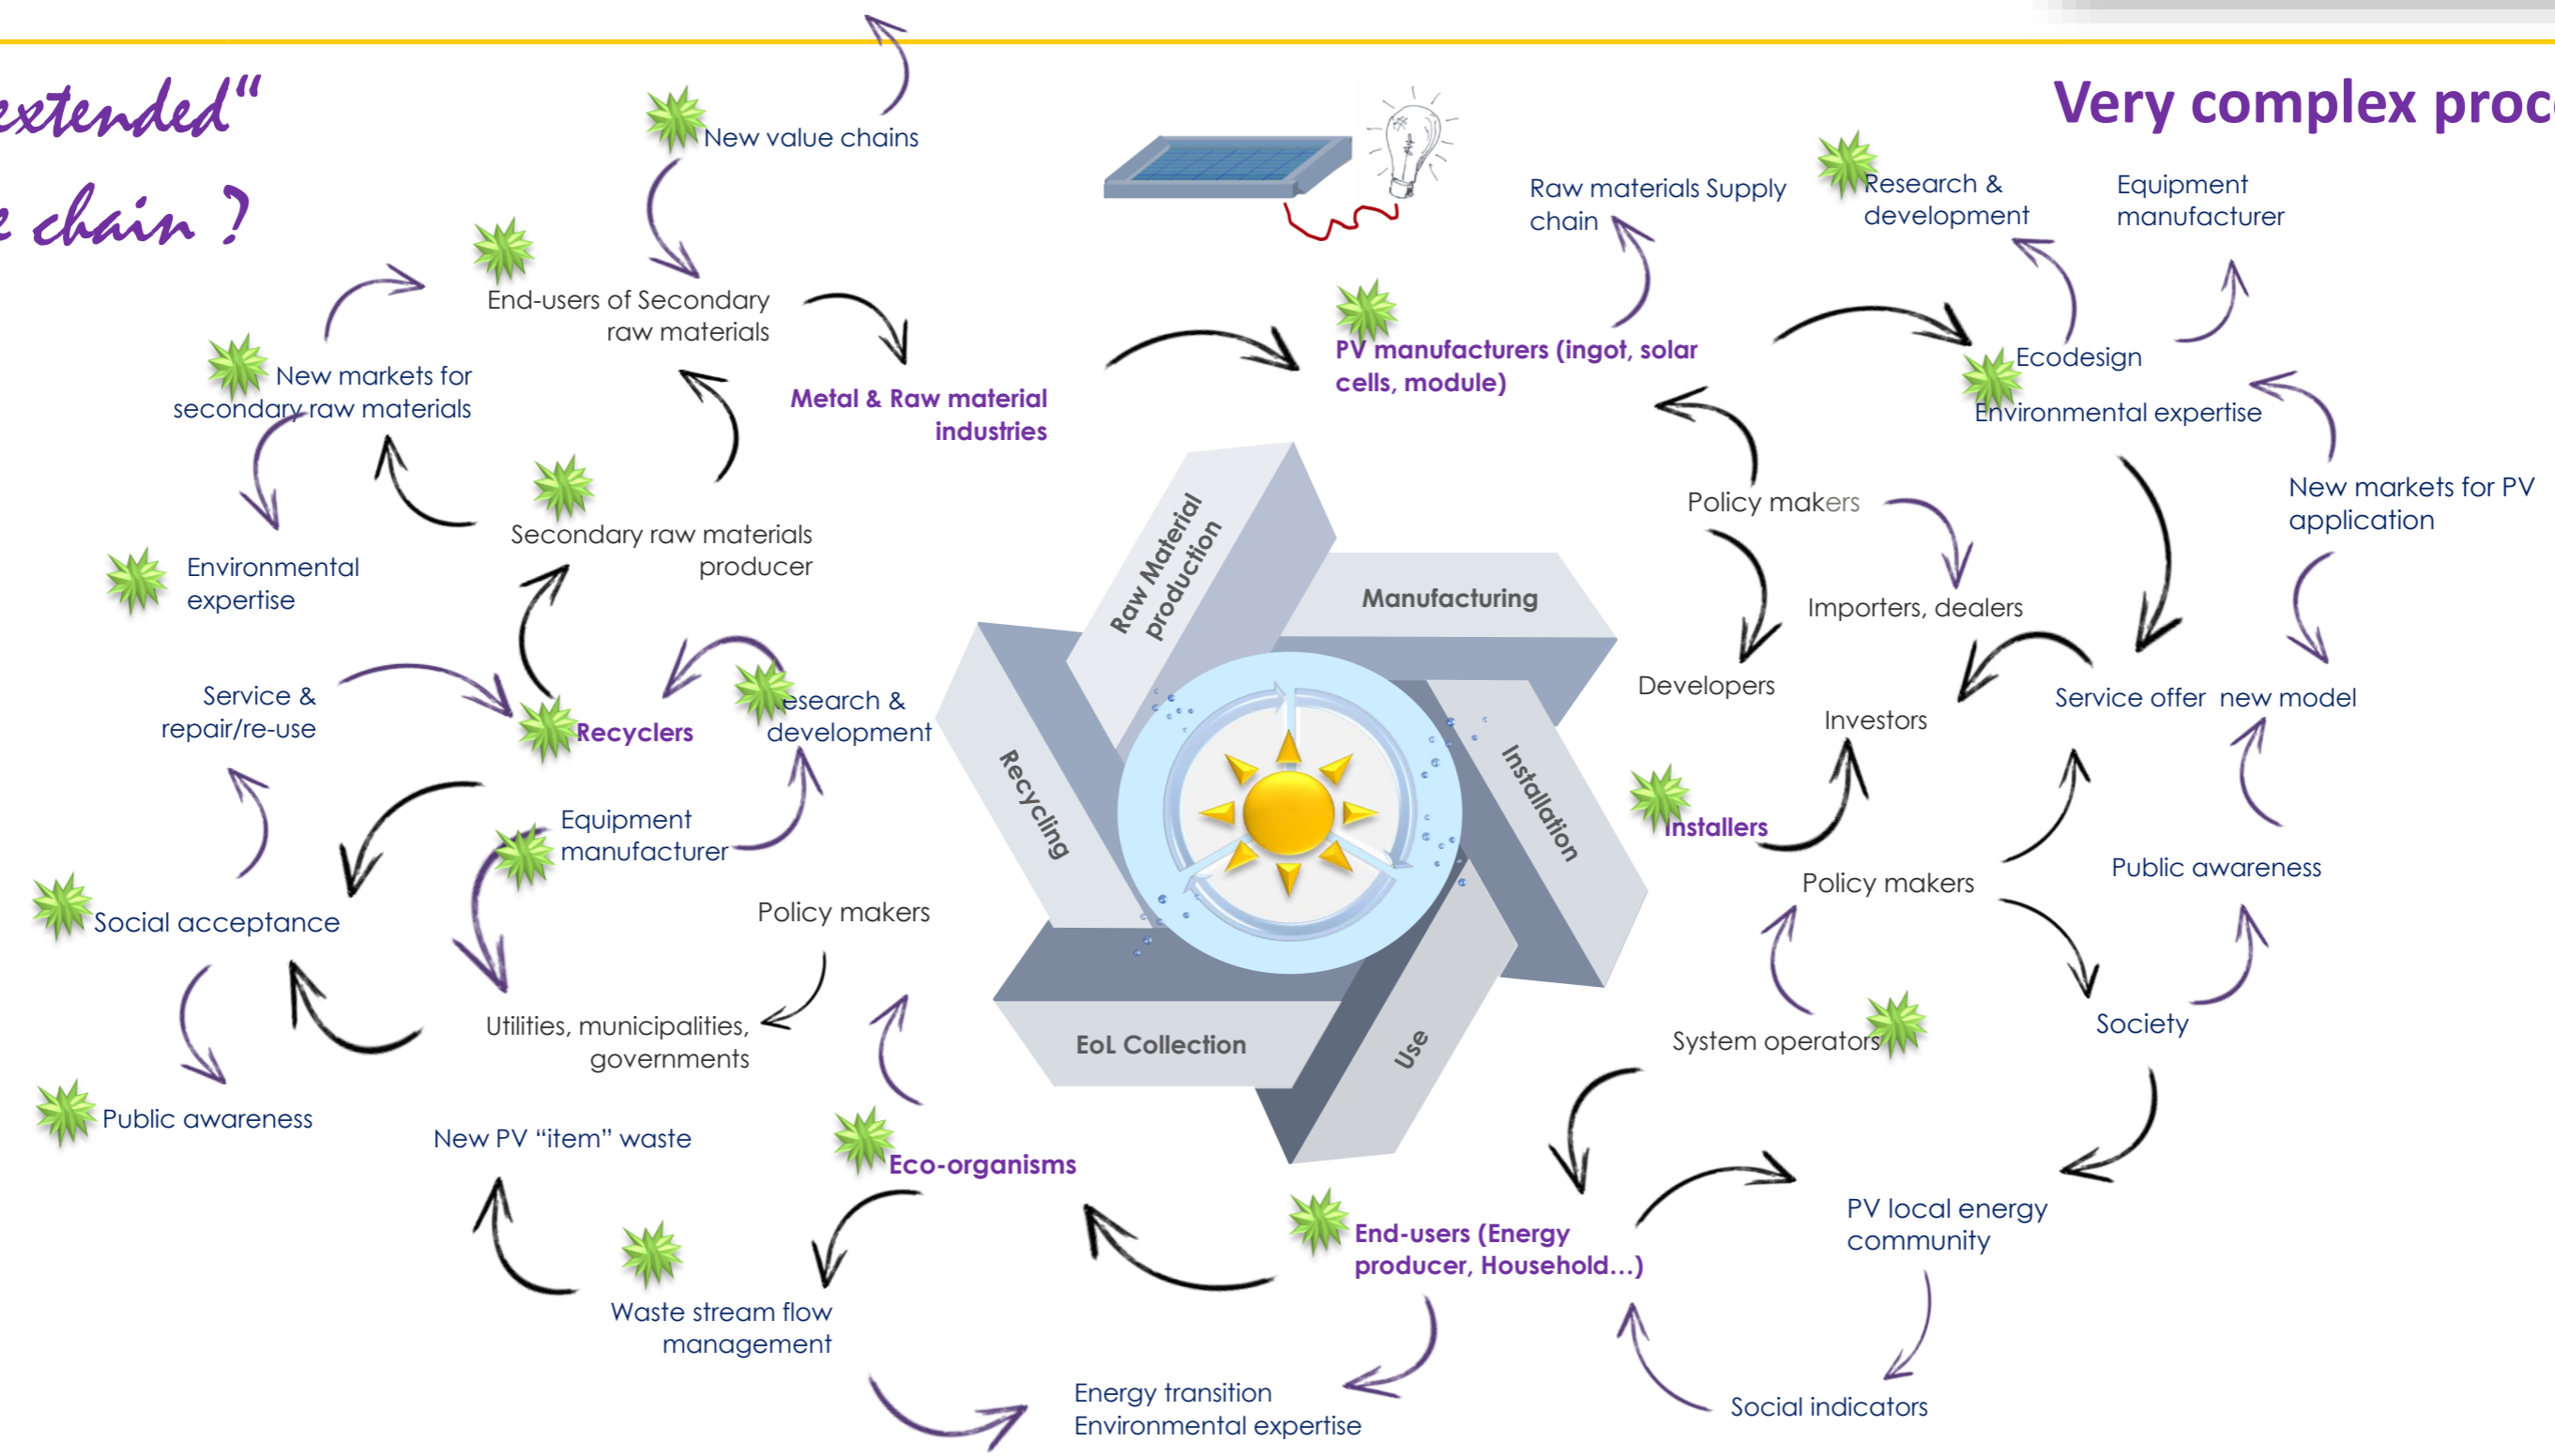 extended“
chain ?
Very complex
New value chains
Raw materials Supply
chain
Research &
development
Equipment
manufacturer
End-users of Secondary
raw materials
New markets for
secondary raw materials
Metal & Raw material
industries
PV manufacturers (ingot, solar
cells, module)
Ecodesign
Environmental expertise
Policy makers
New markets for PV
application
Secondary raw materials
producer
Environmental
expertise
Raw Material
production
Manufacturing
Importers, dealers
Developers
Investors
Service offer new model
Service &
repair/re-use
Recyclers
esearch &
development
Recycling
Installation
Equipment
manufacturer
Installers
Policy makers
Public awareness
Social acceptance
Policy makers
Utilities, municipalities,
governments
EoL Collection
Use
System operators
Society
Public awareness
New PV “item” waste
Eco-organisms
End-users (Energy
producer, Household...)
PV local energy
community
Waste stream flow
management
Energy transition
Environmental expertise
Social indicators